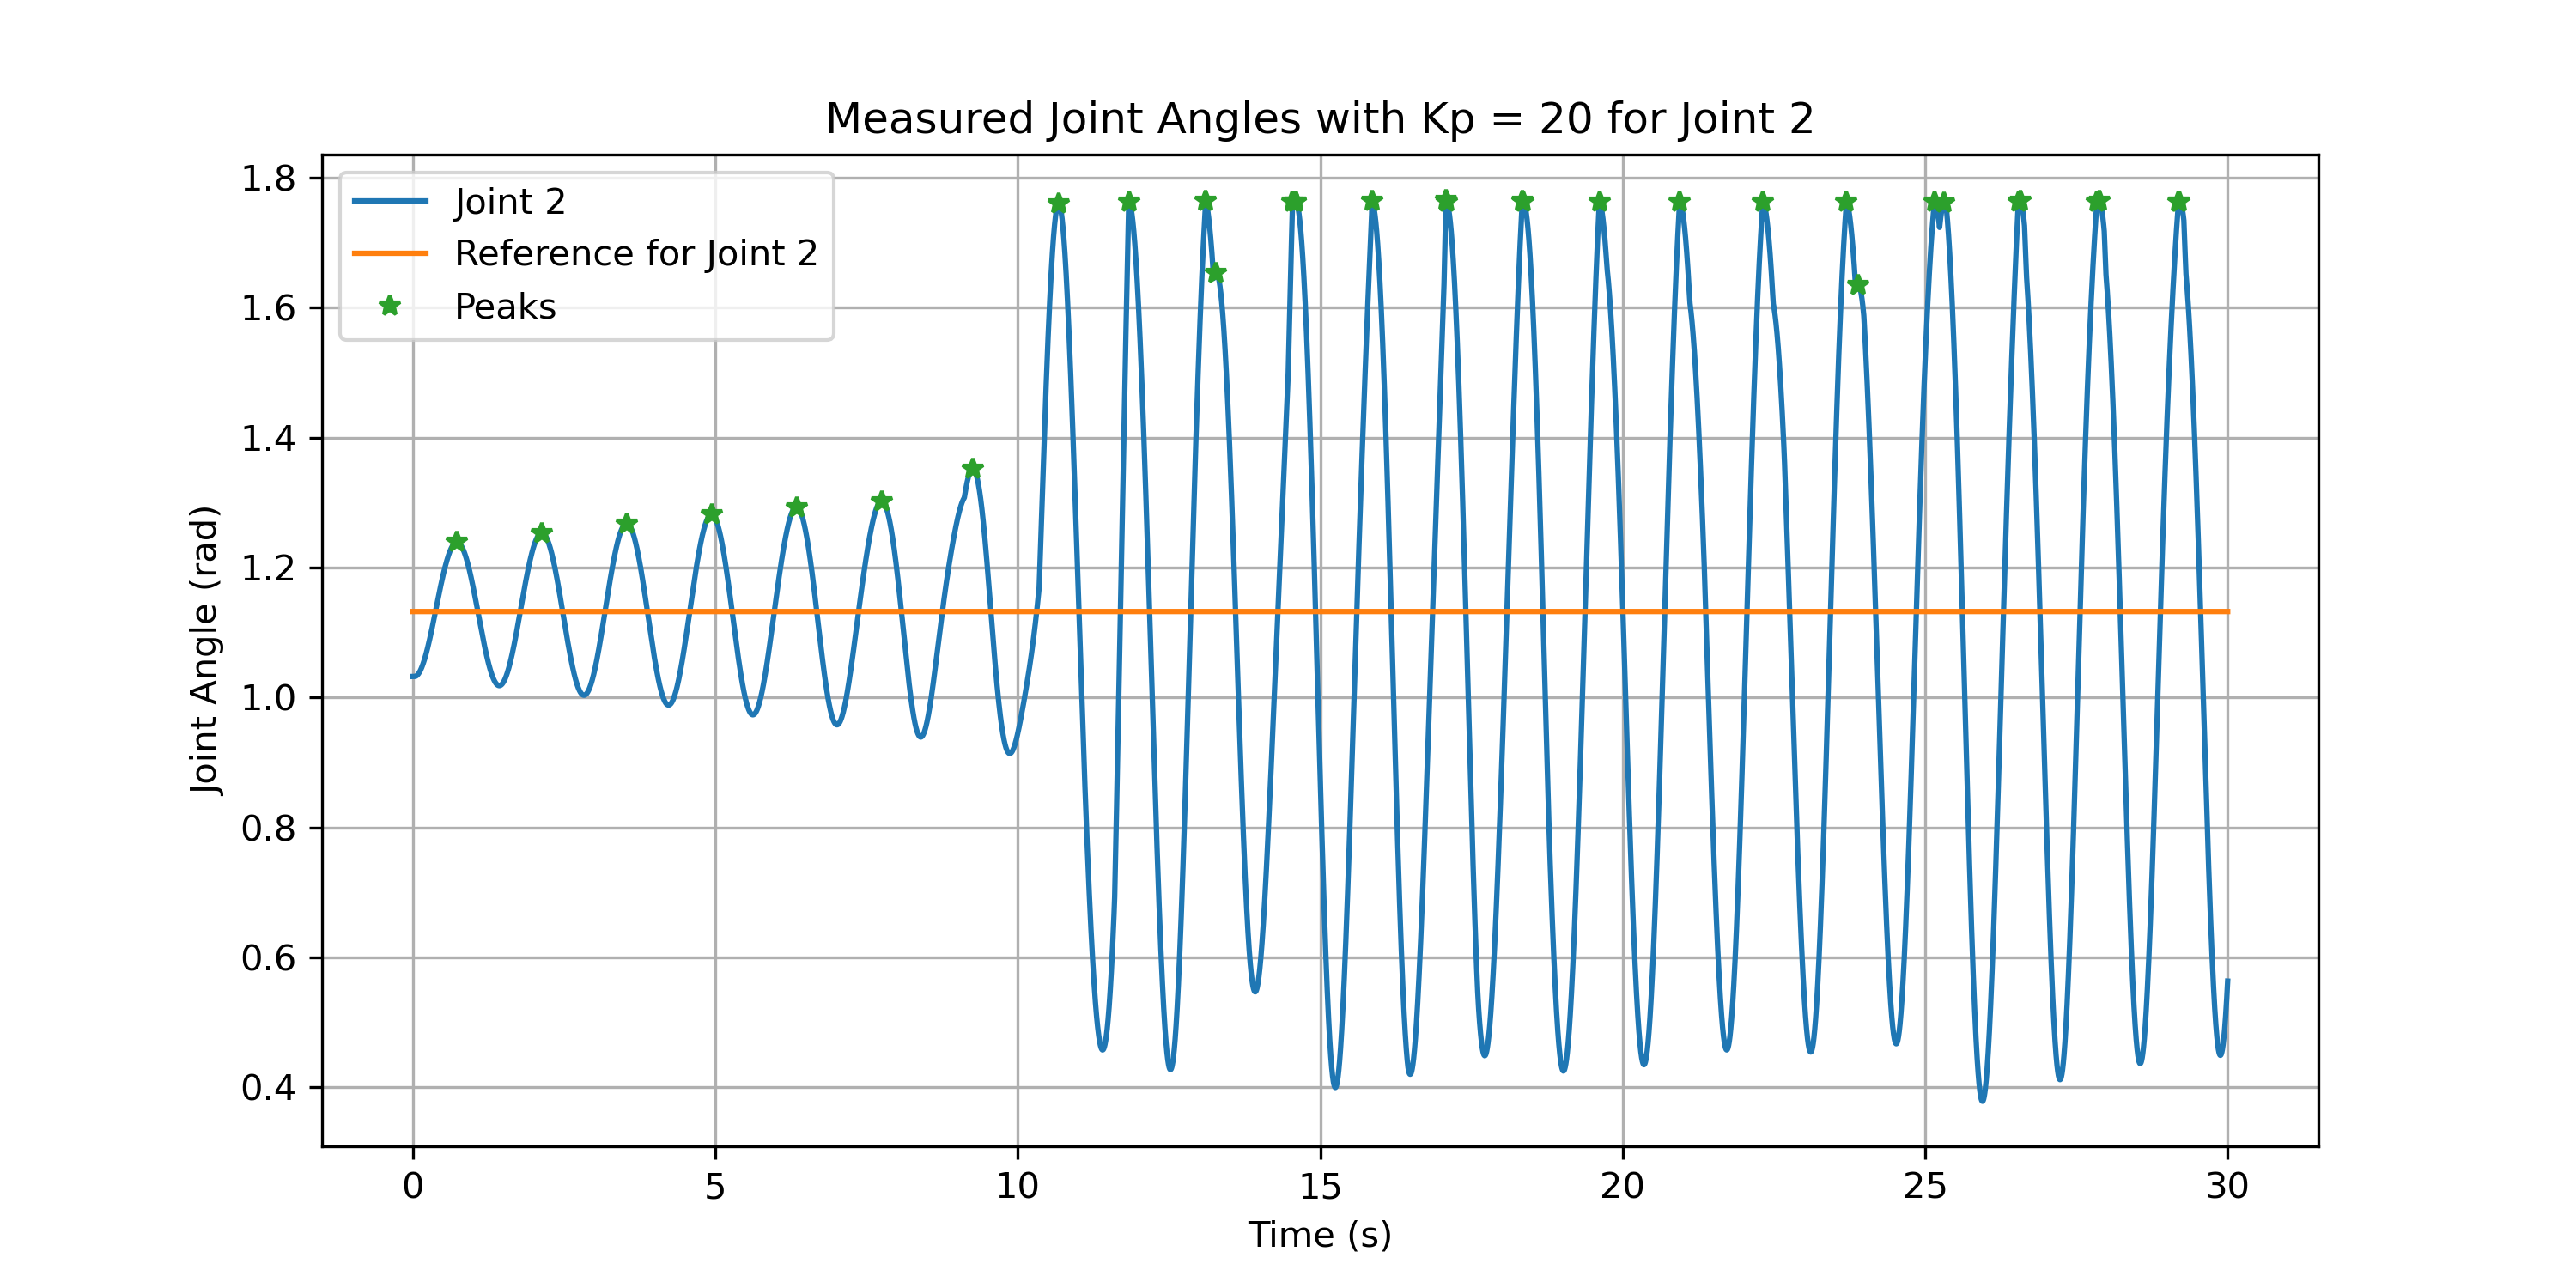 Measured Joint Angles with Kp = 20 for Joint 2
Joint 2
Reference for Joint 2
Peaks
Joint Angle (rad)
1.8
1.6
1.4
1.2
1.0
0.8
0.6
0.4
0 5 10 15 20 25 30
Time (s)